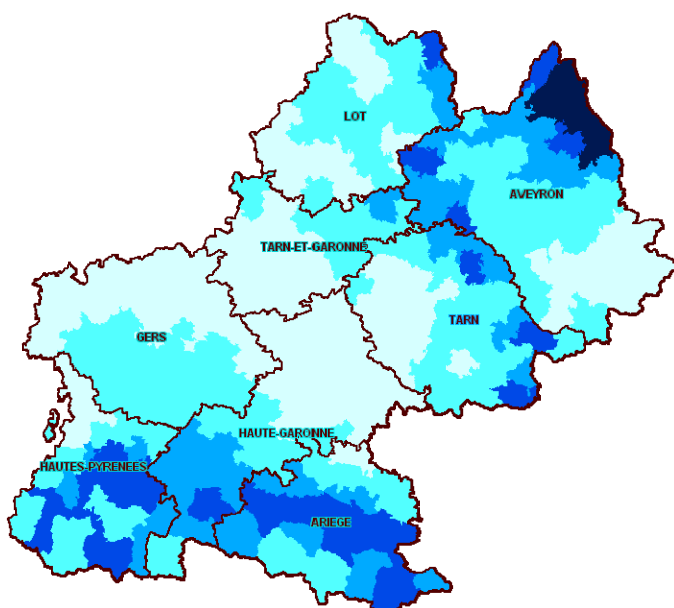 LOT
AVEYRON
TARN-ET-GARONNE
TARN
GERS
HAUTE-GARONNE
HAUTES-PYRENEES
ARIEGE